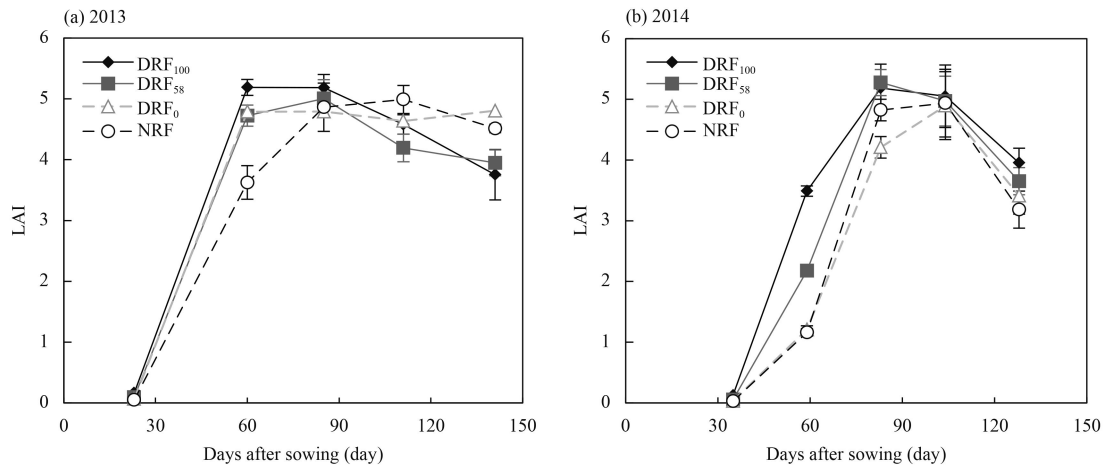 (a) 2013
6
5
4
3
2
1
0
LAI
DRF100
DRF58
DRF0
NRF
0 30 60 90 120 150
Days after sowing (day)
(b) 2014
6
5
4
3
2
1
0
LAI
DRF100
DRF58
DRF0
NRF
0 30 60 90 120 150
Days after sowing (day)